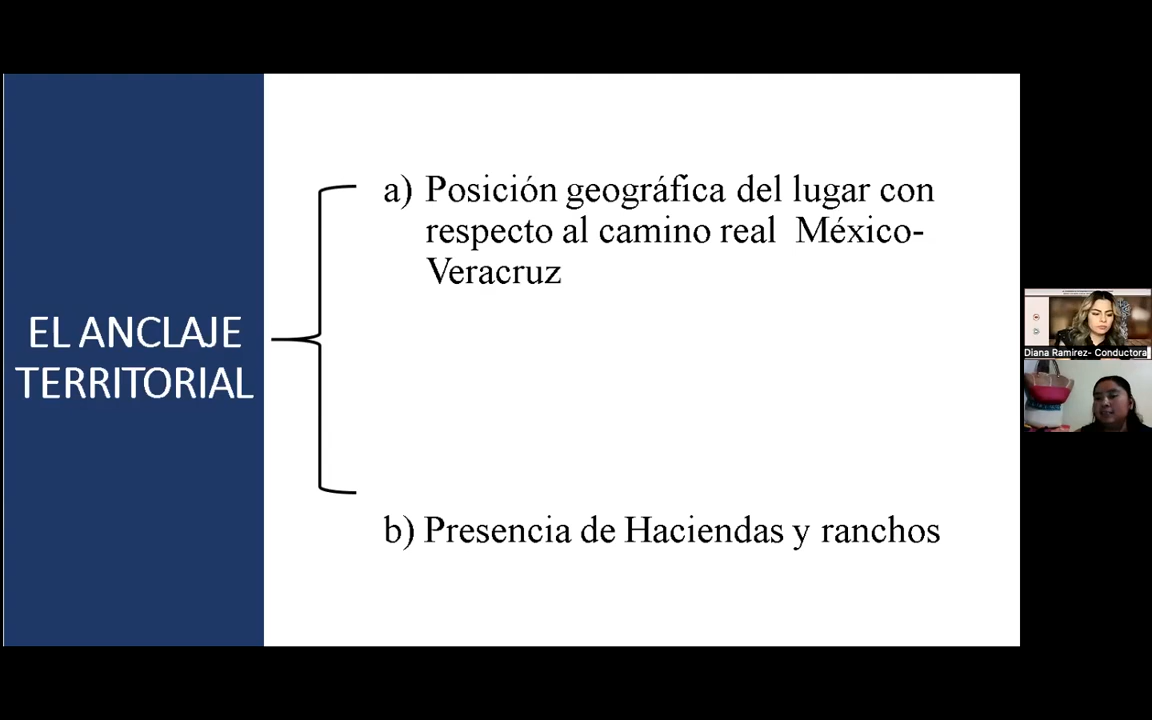 EL ANCLAJE
TERRITORIAL
a) Posición geográfica del lugar con
respecto al camino real México-
Veracruz
b) Presencia de Haciendas y ranchos
Diana Ramirez- Conductora